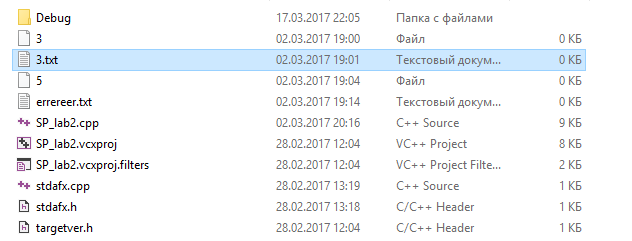 Debug 17.03.2017 22:05 Папка с файлами
3 02.03.2017 19:00 Файл 0 КБ
3.txt 02.03.2017 19:01 Текстовый докум... 0 КБ
5 02.03.2017 19:04 Файл 0 КБ
errereer.txt 02.03.2017 19:14 Текстовый докум... 0 КБ
SP_lab2.cpp 02.03.2017 20:16 C++ Source 9 КБ
SP_lab2.vcxproj 28.02.2017 12:04 VC++ Project 8 КБ
SP_lab2.vcxproj.filters 28.02.2017 12:04 VC++ Project Filte... 2 КБ
stdafx.cpp 28.02.2017 13:19 C++ Source 1 КБ
stdafx.h 28.02.2017 13:18 C/C++ Header 1 КБ
targetver.h 28.02.2017 12:04 C/C++ Header 1 КБ